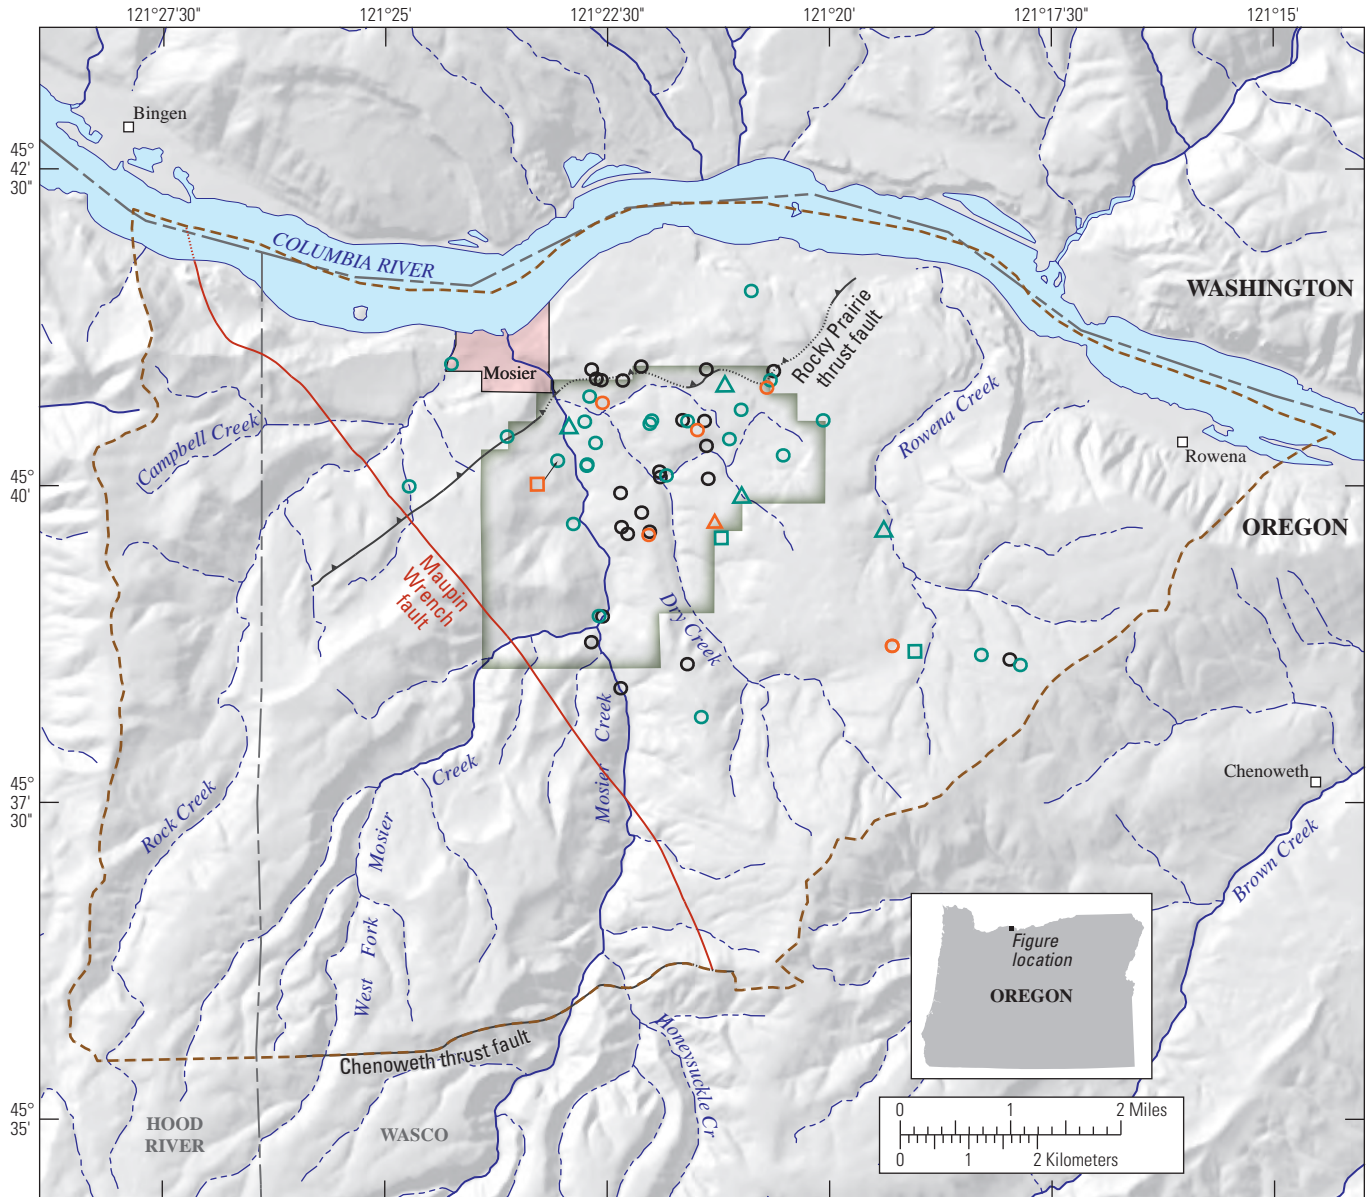 121°27'30"
121°25'
121°22'30"
121°20'
121°17'30"
121°15'
Bingen
45°
42'
30"
COLUMBIA RIVER
WASHINGTON
Rocky Prairie
thrust fault
Mosier
Campbell Creek
Rowena Creek
Rowena
45°
40'
OREGON
Maupin
Wrench
fault
Dry Creek
Mosier Creek
Creek
Chenoweth
45°
37'
30"
Rock Creek
Mosier
Brown Creek
West Fork
Figure
location
OREGON
Honeysuckle Cr
Chenoweth thrust fault
45°
35'
HOOD
RIVER
WASCO
0 1 2 Miles
0 1 2 Kilometers